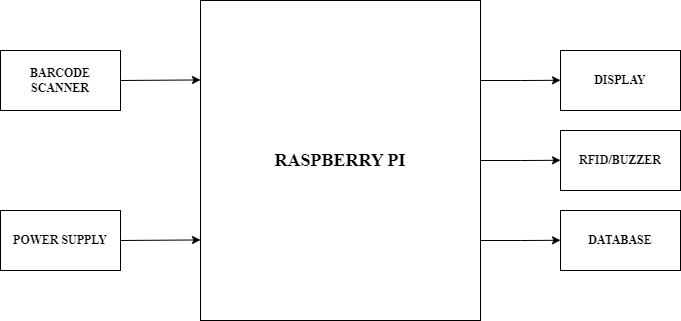 BARCODE
SCANNER
POWER SUPPLY
RASPBERRY PI
DISPLAY
RFID/BUZZER
DATABASE